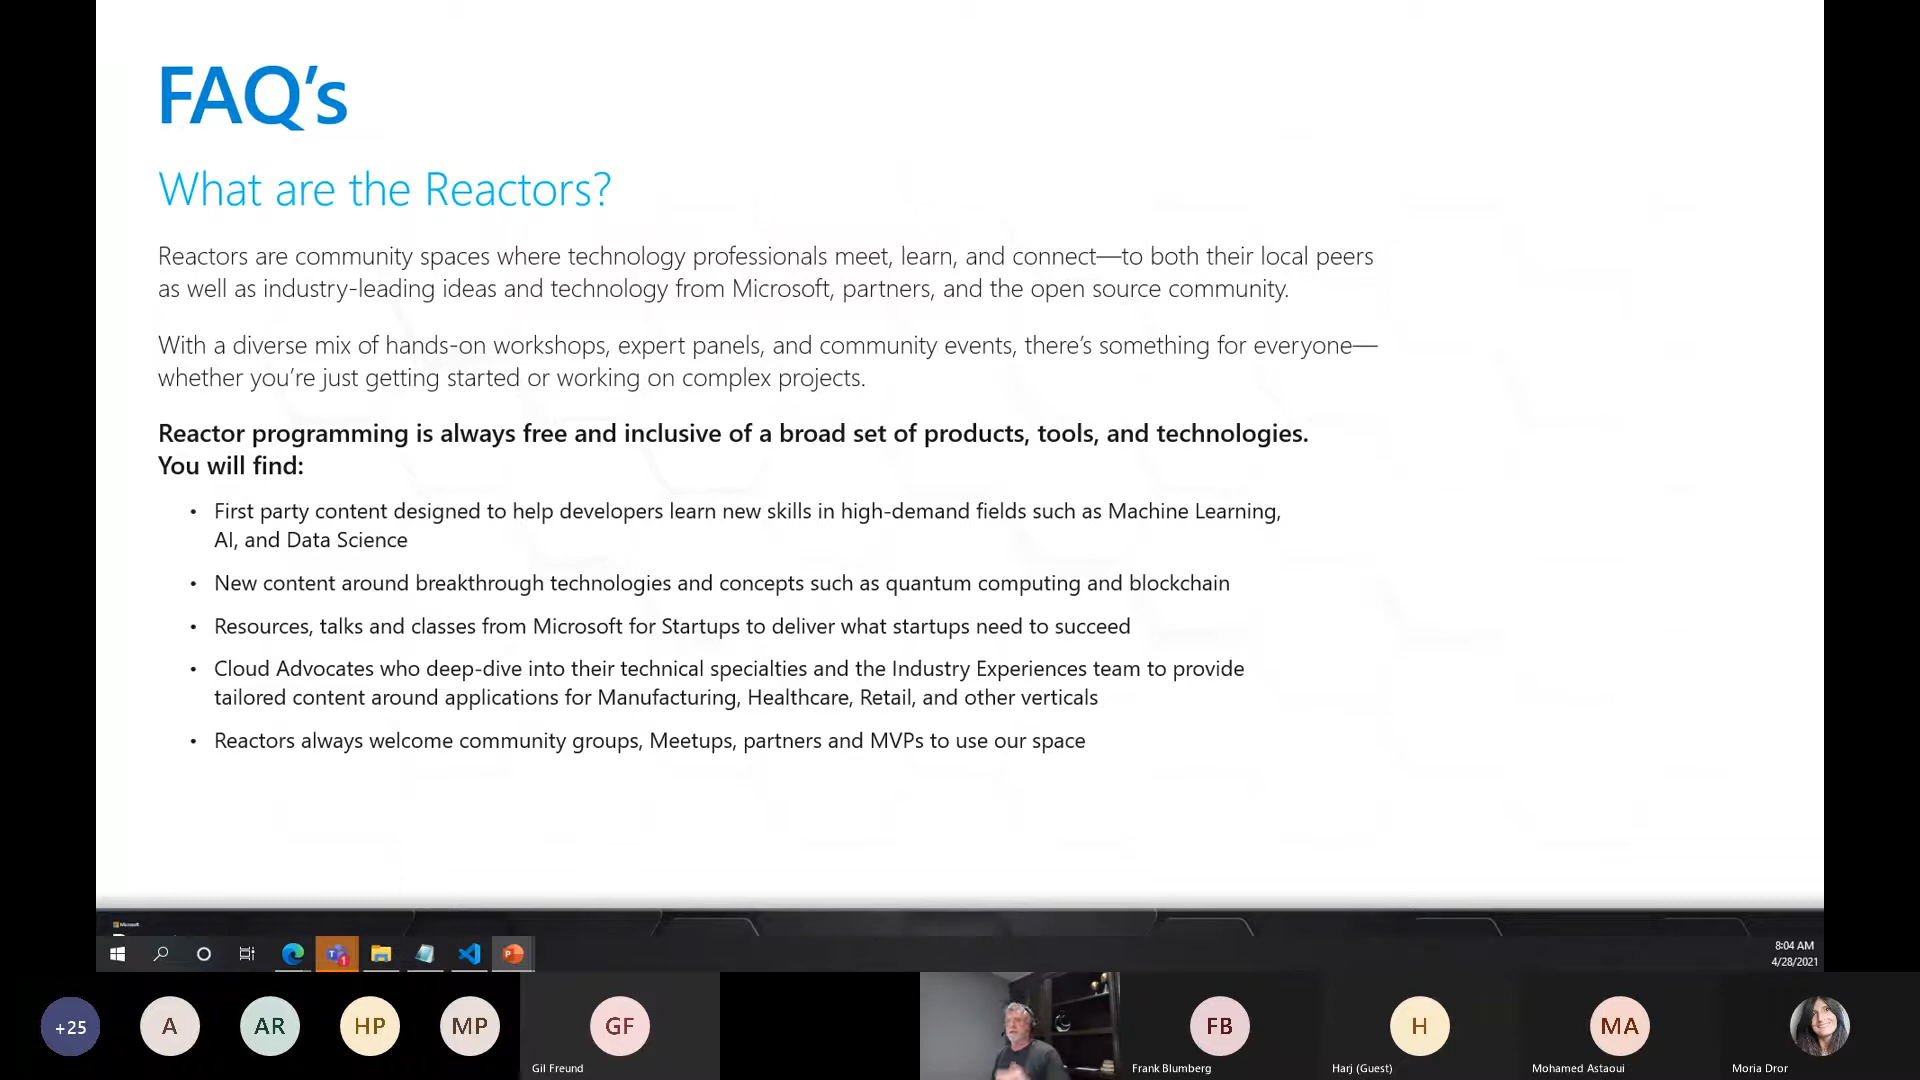 FAQ’s
What are the Reactors?
Reactors are community spaces where technology professionals meet, learn, and connect—to both their local peers
as well as industry-leading ideas and technology from Microsoft, partners, and the open source community.
With a diverse mix of hands-on workshops, expert panels, and community events, there’s something for everyone—
whether you’re just getting started or working on complex projects.
Reactor programming is always free and inclusive of a broad set of products, tools, and technologies.
You will find:
• First party content designed to help developers learn new skills in high-demand fields such as Machine Learning,
AI, and Data Science
• New content around breakthrough technologies and concepts such as quantum computing and blockchain
• Resources, talks and classes from Microsoft for Startups to deliver what startups need to succeed
• Cloud Advocates who deep-dive into their technical specialties and the Industry Experiences team to provide
tailored content around applications for Manufacturing, Healthcare, Retail, and other verticals
• Reactors always welcome community groups, Meetups, partners and MVPs to use our space
Microsoft
8:04 AM
4/28/2021
+25
A
AR
HP
MP
GF
FB
H
MA
Gil Freund
Frank Blumberg
Harj (Guest)
Mohamed Astaoui
Moria Dror